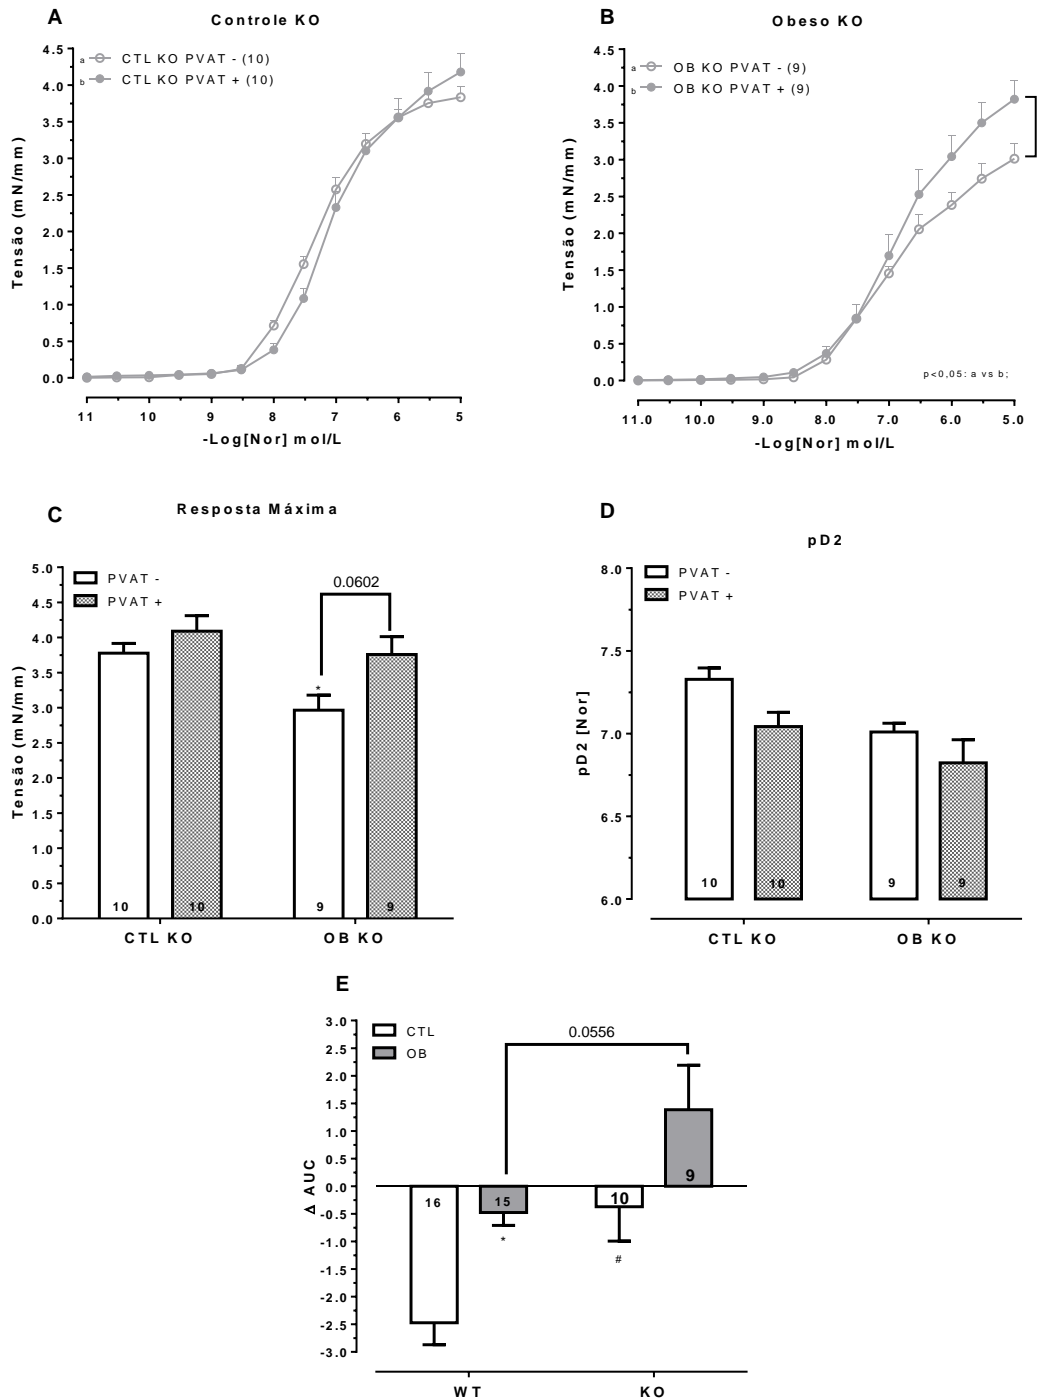 A
Controle KO
a CTL KO PVAT - (10)
b CTL KO PVAT + (10)
Tensão (mN/mm)
4.5
4.0
3.5
3.0
2.5
2.0
1.5
1.0
0.5
0.0
11 10 9 8 7 6 5
-Log[Nor] mol/L
B
Obeso KO
a OB KO PVAT - (9)
b OB KO PVAT + (9)
Tensão (mN/mm)
4.5
4.0
3.5
3.0
2.5
2.0
1.5
1.0
0.5
0.0
p<0,05: a vs b;
11.0 10.0 9.0 8.0 7.0 6.0 5.0
-Log[Nor] mol/L
C
Resposta Máxima
PVAT -
PVAT +
0.0602
*
Tensão (mN/mm)
5.0
4.5
4.0
3.5
3.0
2.5
2.0
1.5
1.0
0.5
0.0
10 10 9 9
CTL KO OB KO
D
pD2
PVAT -
PVAT +
pD2 [Nor]
8.0
7.5
7.0
6.5
6.0
10 10 9 9
CTL KO OB KO
E
CTL
OB
0.0556
Δ AUC
3.0
2.5
2.0
1.5
1.0
0.5
0.0
-0.5
-1.0
-1.5
-2.0
-2.5
-3.0
16 15 10 9
* #
WT KO